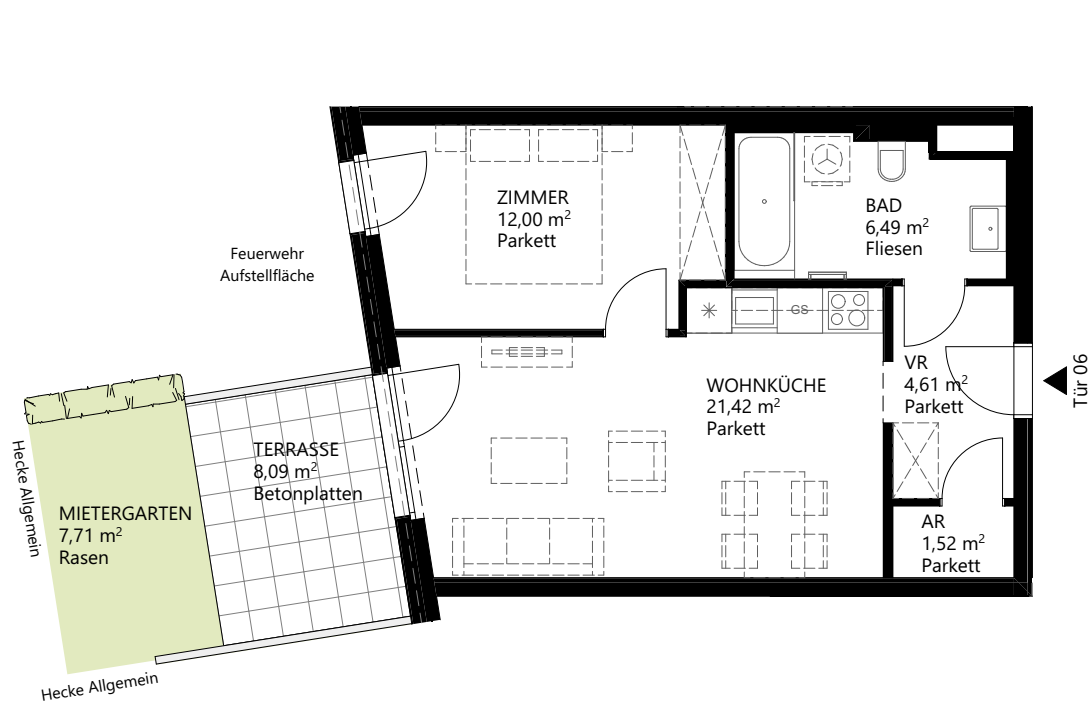 ZIMMER
12,00 m²
Parkett
BAD
6,49 m²
Fliesen
Feuerwehr
Aufstellfläche
GS
WOHNKÜCHE
21,42 m²
Parkett
VR
4,61 m²
Parkett
Tür 06
TERRASSE
8,09 m²
Betonplatten
Hecke Allgemein
MIETERGARTEN
7,71 m²
Rasen
AR
1,52 m²
Parkett
Hecke Allgemein